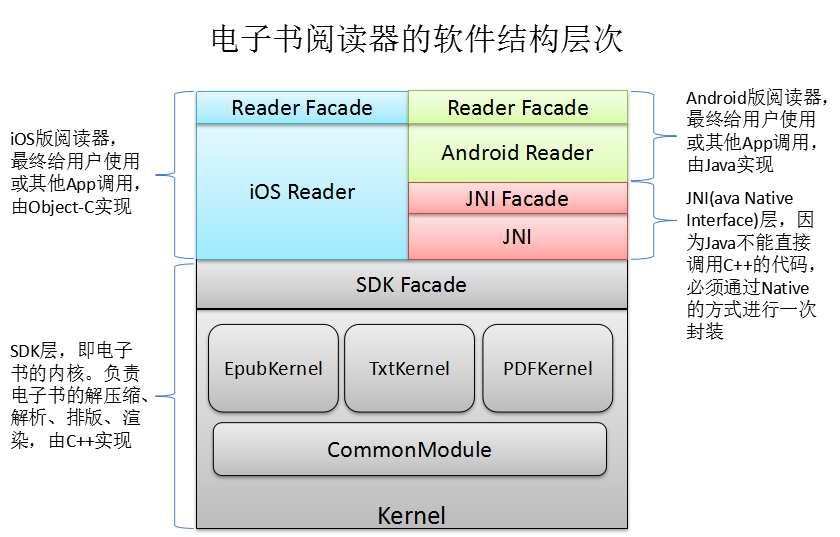 电子书阅读器的软件结构层次
iOS版阅读器，
最终给用户使用
或其他App调用，
由Object-C实现
Reader Facade
Reader Facade
iOS Reader
Android Reader
JNI Facade
JNI
Android版阅读器，
最终给用户使用
或其他App调用，
由Java实现
JNI(ava Native
Interface)层，因
为Java不能直接
调用C++的代码，
必须通过Native
的方式进行一次
封装
SDK层，即电子
书的内核。负责
电子书的解压缩、
解析、排版、渲
染，由C++实现
SDK Facade
EpubKernel
TxtKernel
PDFKernel
CommonModule
Kernel